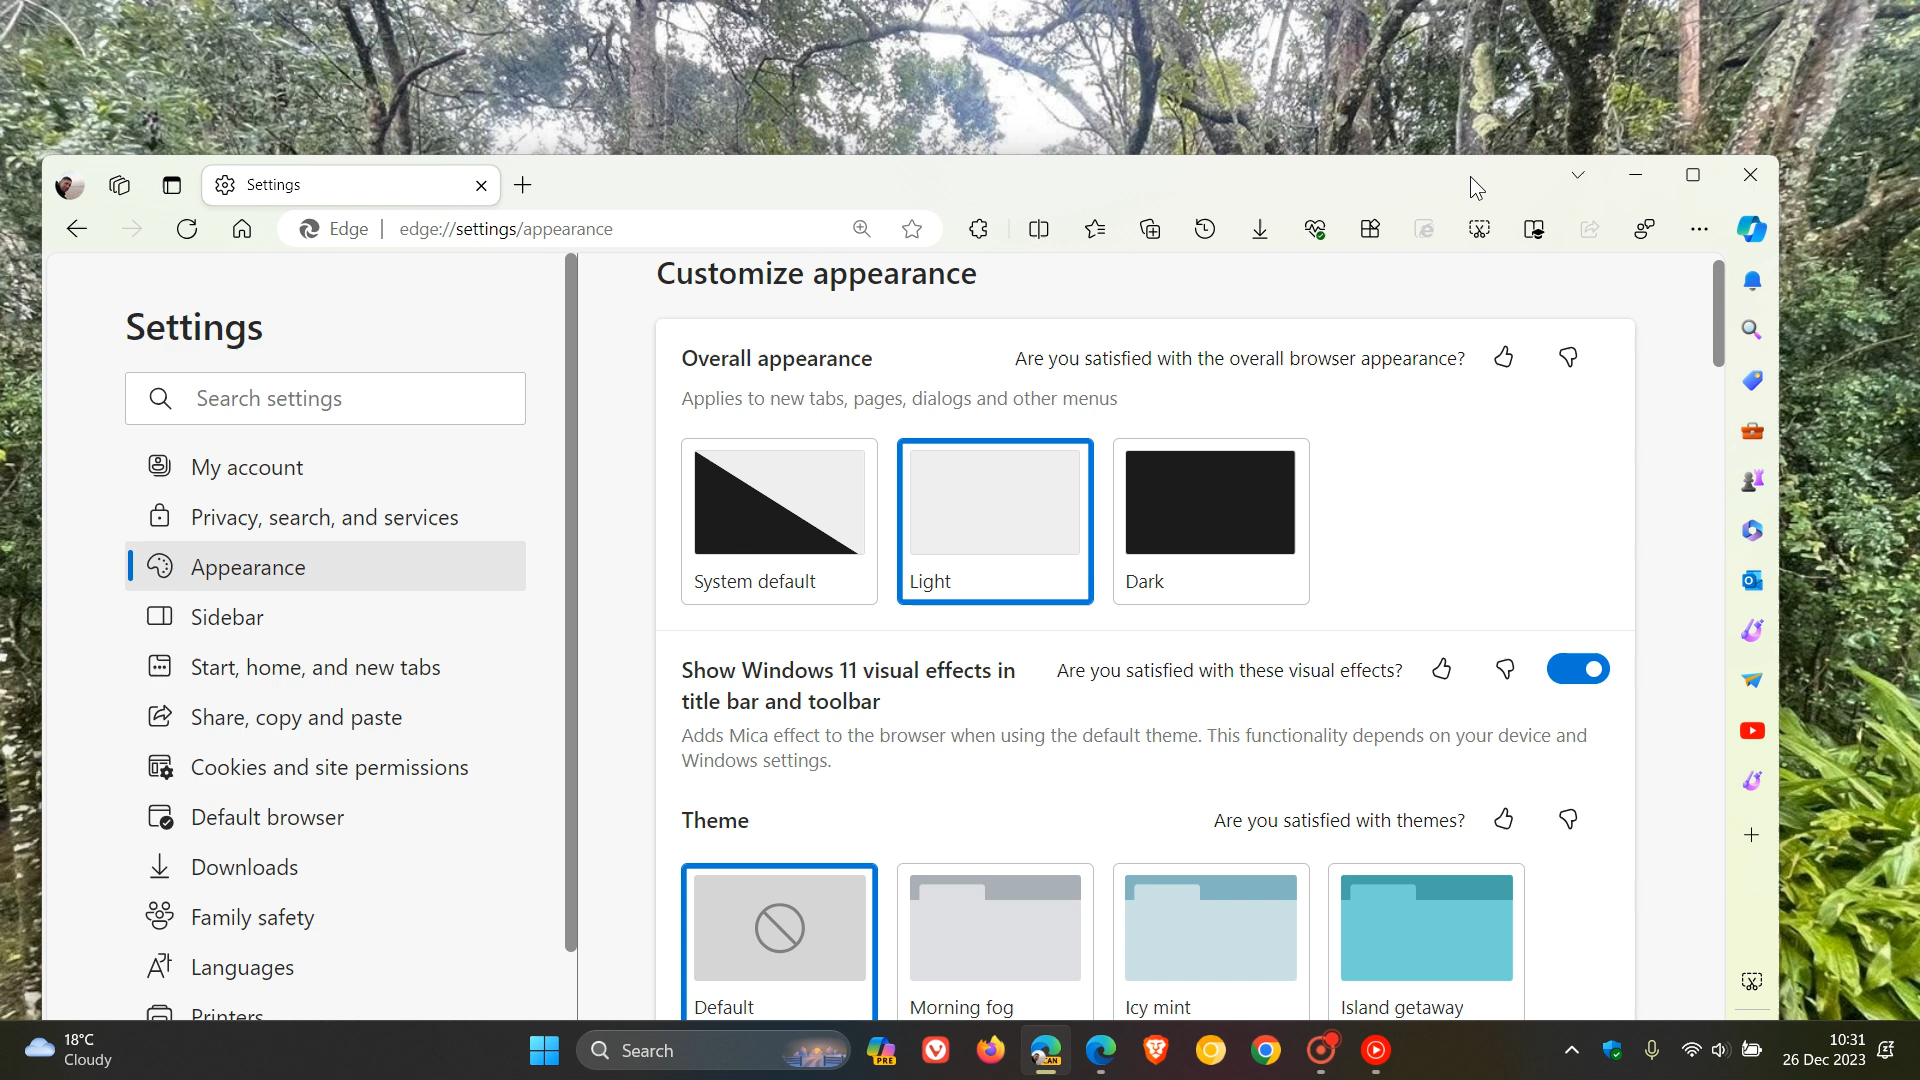 Settings
Edge
edge://settings/appearance
Settings
Search settings
My account
Privacy, search, and services
Appearance
Sidebar
Start, home, and new tabs
Share, copy and paste
Cookies and site permissions
Default browser
Downloads
Family safety
Languages
Printers
Customize appearance
Overall appearance
Are you satisfied with the overall browser appearance?
Applies to new tabs, pages, dialogs and other menus
System default
Light
Dark
Show Windows 11 visual effects in
title bar and toolbar
Are you satisfied with these visual effects?
Adds Mica effect to the browser when using the default theme. This functionality depends on your device and
Windows settings.
Theme
Are you satisfied with themes?
Default
Morning fog
Icy mint
Island getaway
18°C
Cloudy
Search
PRE
CAN
10:31
26 Dec 2023